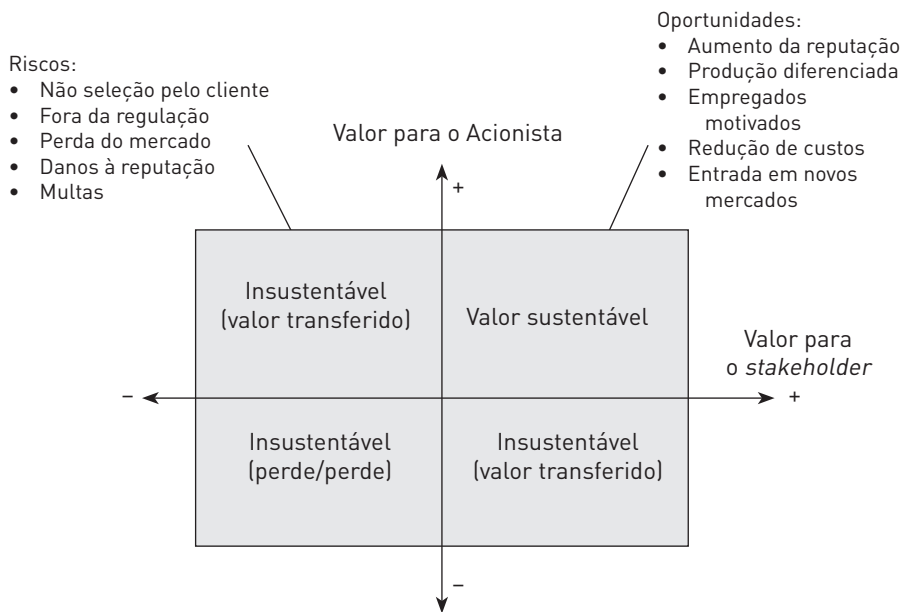 Riscos:
• Não seleção pelo cliente
• Fora da regulação
• Perda do mercado
• Danos à reputação
• Multas
Oportunidades:
• Aumento da reputação
• Produção diferenciada
• Empregados
motivados
• Redução de custos
• Entrada em novos
mercados
Valor para o Acionista
+
Insustentável
(valor transferido)
Valor sustentável
Valor para
o stakeholder
–
+
Insustentável
(perde/perde)
Insustentável
(valor transferido)
–